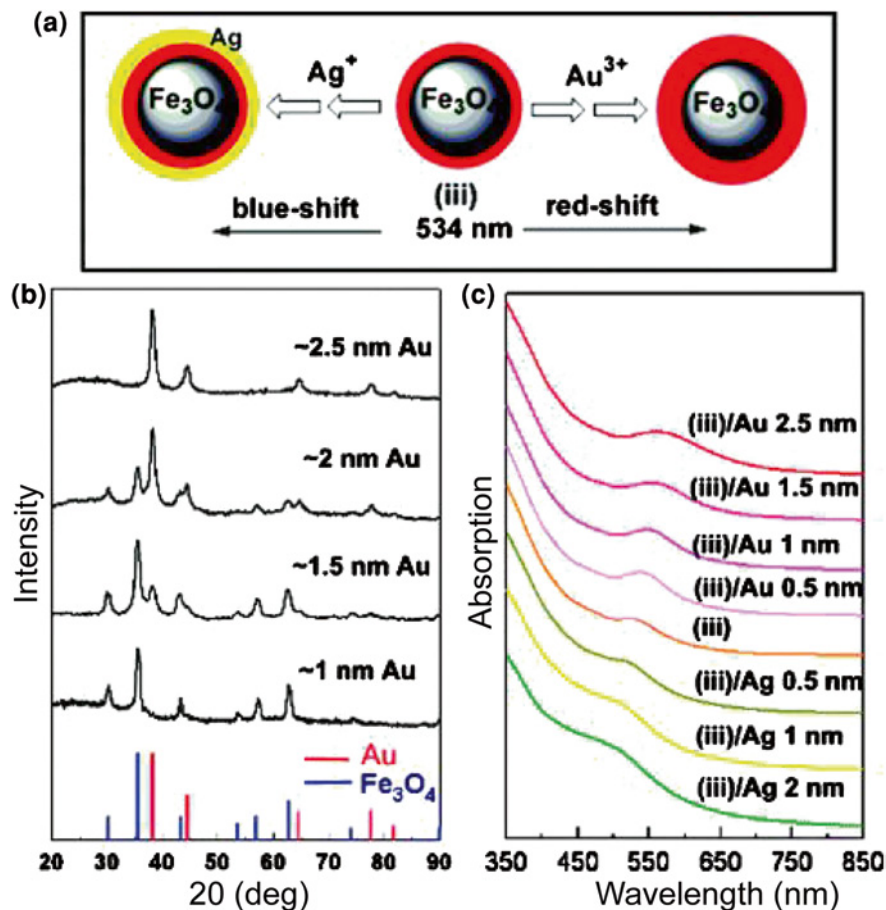 (a)
Ag
Fe3O4 Ag+ Fe3O4 Au3+ Fe3O4
(iii)
blue-shift 534 nm red-shift
(b)
~2.5 nm Au
~2 nm Au
~1.5 nm Au
~1 nm Au
Au
Fe3O4
Intensity
20 30 40 50 60 70 80 90
20 (deg)
(c)
(iii)/Au 2.5 nm
(iii)/Au 1.5 nm
(iii)/Au 1 nm
(iii)/Au 0.5 nm
(iii)
(iii)/Ag 0.5 nm
(iii)/Ag 1 nm
(iii)/Ag 2 nm
Absorption
350 450 550 650 750 850
Wavelength (nm)